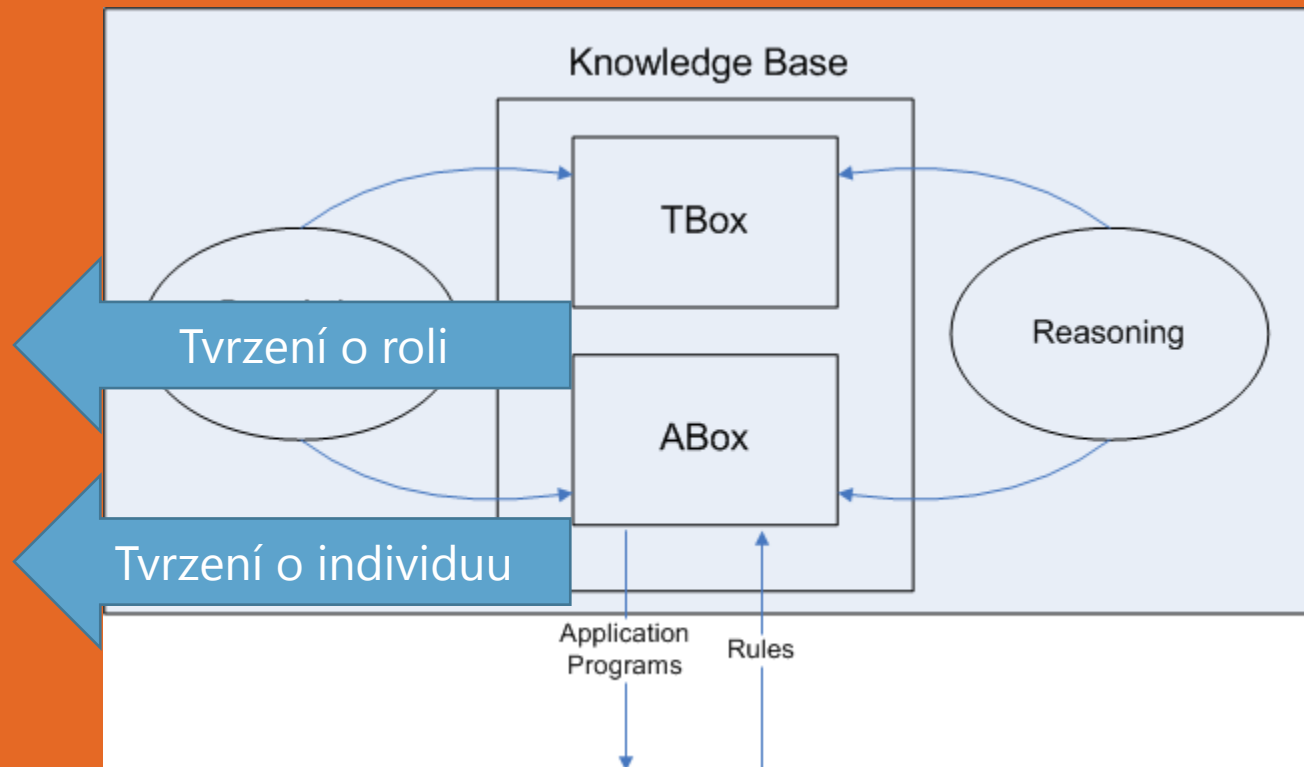 Knowledge Base
TBox
Tvrzení o roli
Reasoning
ABox
Tvrzení o individuu
Application
Programs
Rules